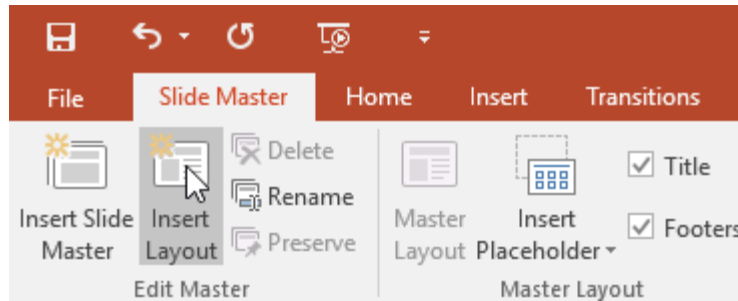 File Slide Master Home Insert Transitions
Insert Slide Master
Insert Layout
Delete
Rename
Preserve
Master Layout
Insert Placeholder
Title
Footers
Edit Master
Master Layout